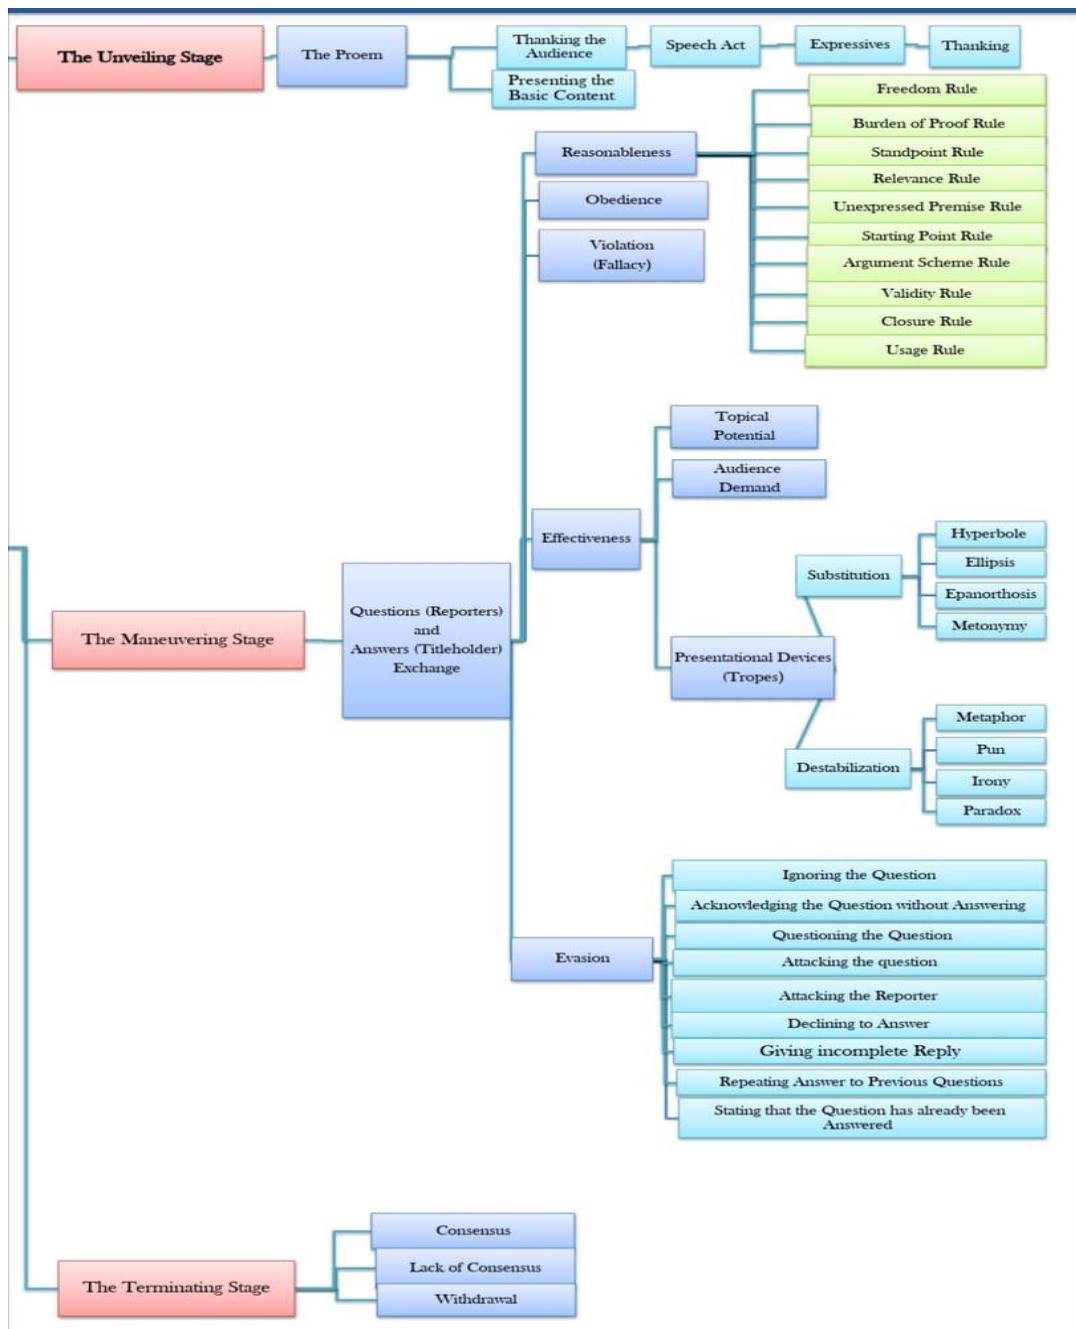 The Unveiling Stage
The Proem
Thanking the
Audience
Speech Act
Expressives
Thanking
Presenting the
Basic Content
Freedom Rule
Burden of Proof Rule
Reasonableness
Standpoint Rule
Relevance Rule
Obedience
Unexpressed Premise Rule
Starting Point Rule
Violation
(Fallacy)
Argument Scheme Rule
Validity Rule
Closure Rule
Usage Rule
Topical
Potential
Audience
Demand
Effectiveness
Hyperbole
Ellipsis
Substitution
Epanorthosis
Metonymy
Questions (Reporters)
and
Answers (Titleholder)
Exchange
The Maneuvering Stage
Presentational Devices
(Tropes)
Metaphor
Pun
Destabilization
Irony
Paradox
Ignoring the Question
Acknowledging the Question without Answering
Questioning the Question
Evasion
Attacking the question
Attacking the Reporter
Declining to Answer
Giving incomplete Reply
Repeating Answer to Previous Questions
Stating that the Question has already been
Answered
Consensus
The Terminating Stage
Lack of Consensus
Withdrawal